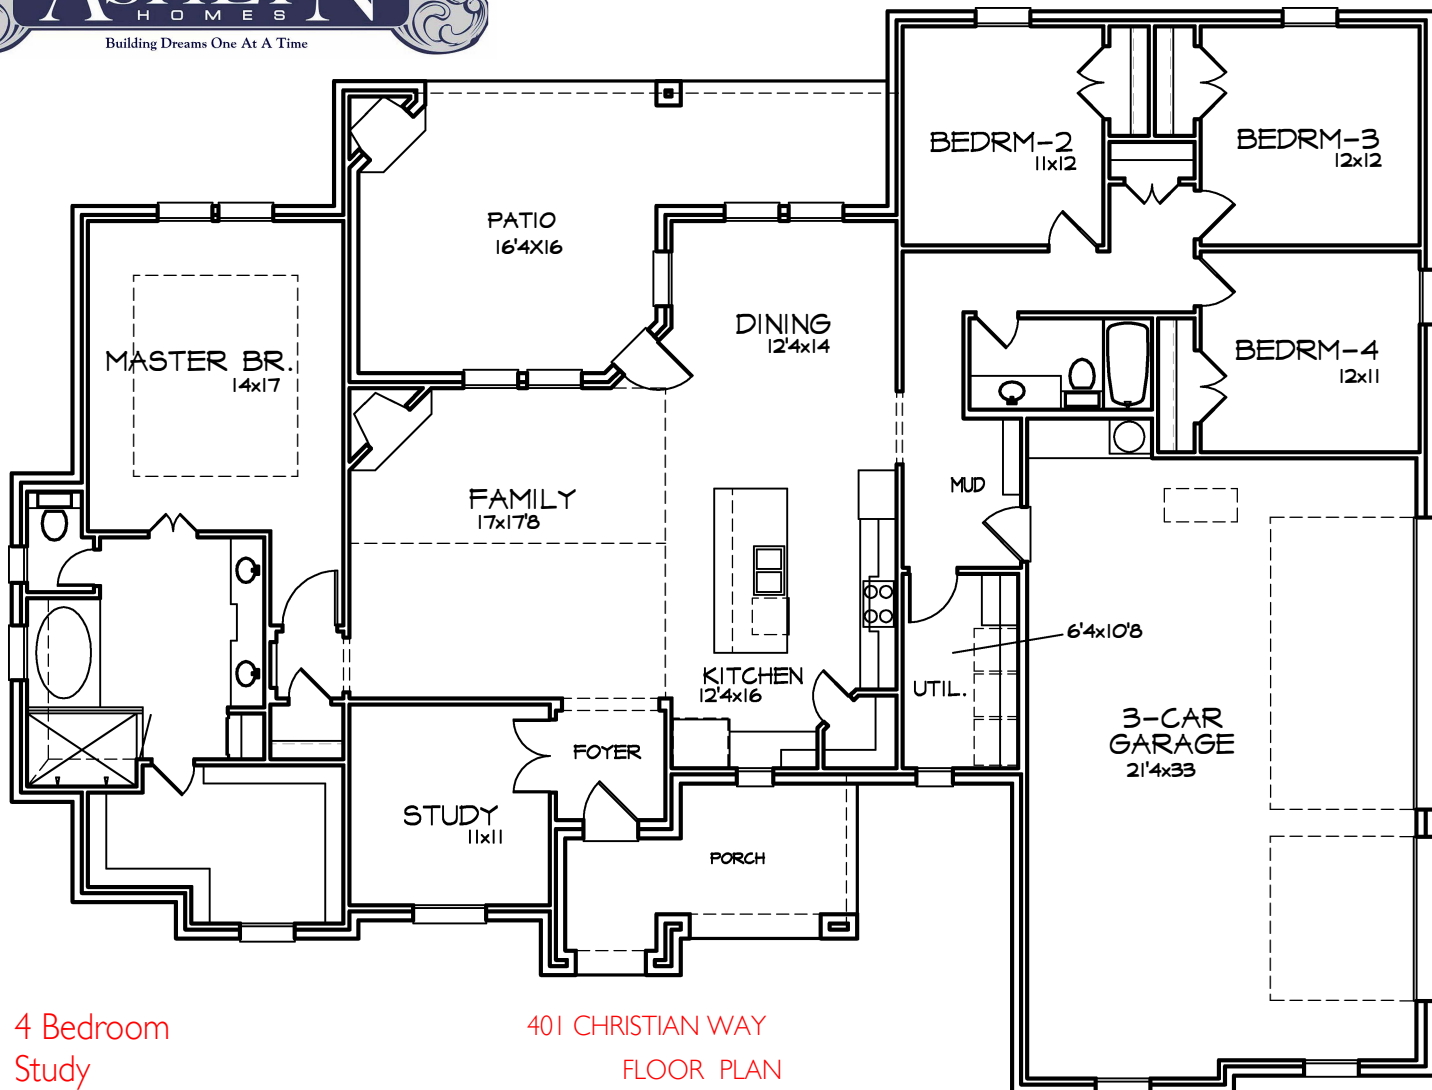 HOMES
Building Dreams One At A Time
BEDRM-2
11x12
BEDRM-3
12x12
PATIO
16'4X16
DINING
12'4x14
MASTER BR.
14x17
BEDRM-4
12x11
FAMILY
17x17'8
MUD
6'4x10'8
KITCHEN
12'4x16
UTIL.
3-CAR
GARAGE
21'4x33
FOYER
STUDY
11x11
PORCH
4 Bedroom
Study
401 CHRISTIAN WAY
FLOOR PLAN